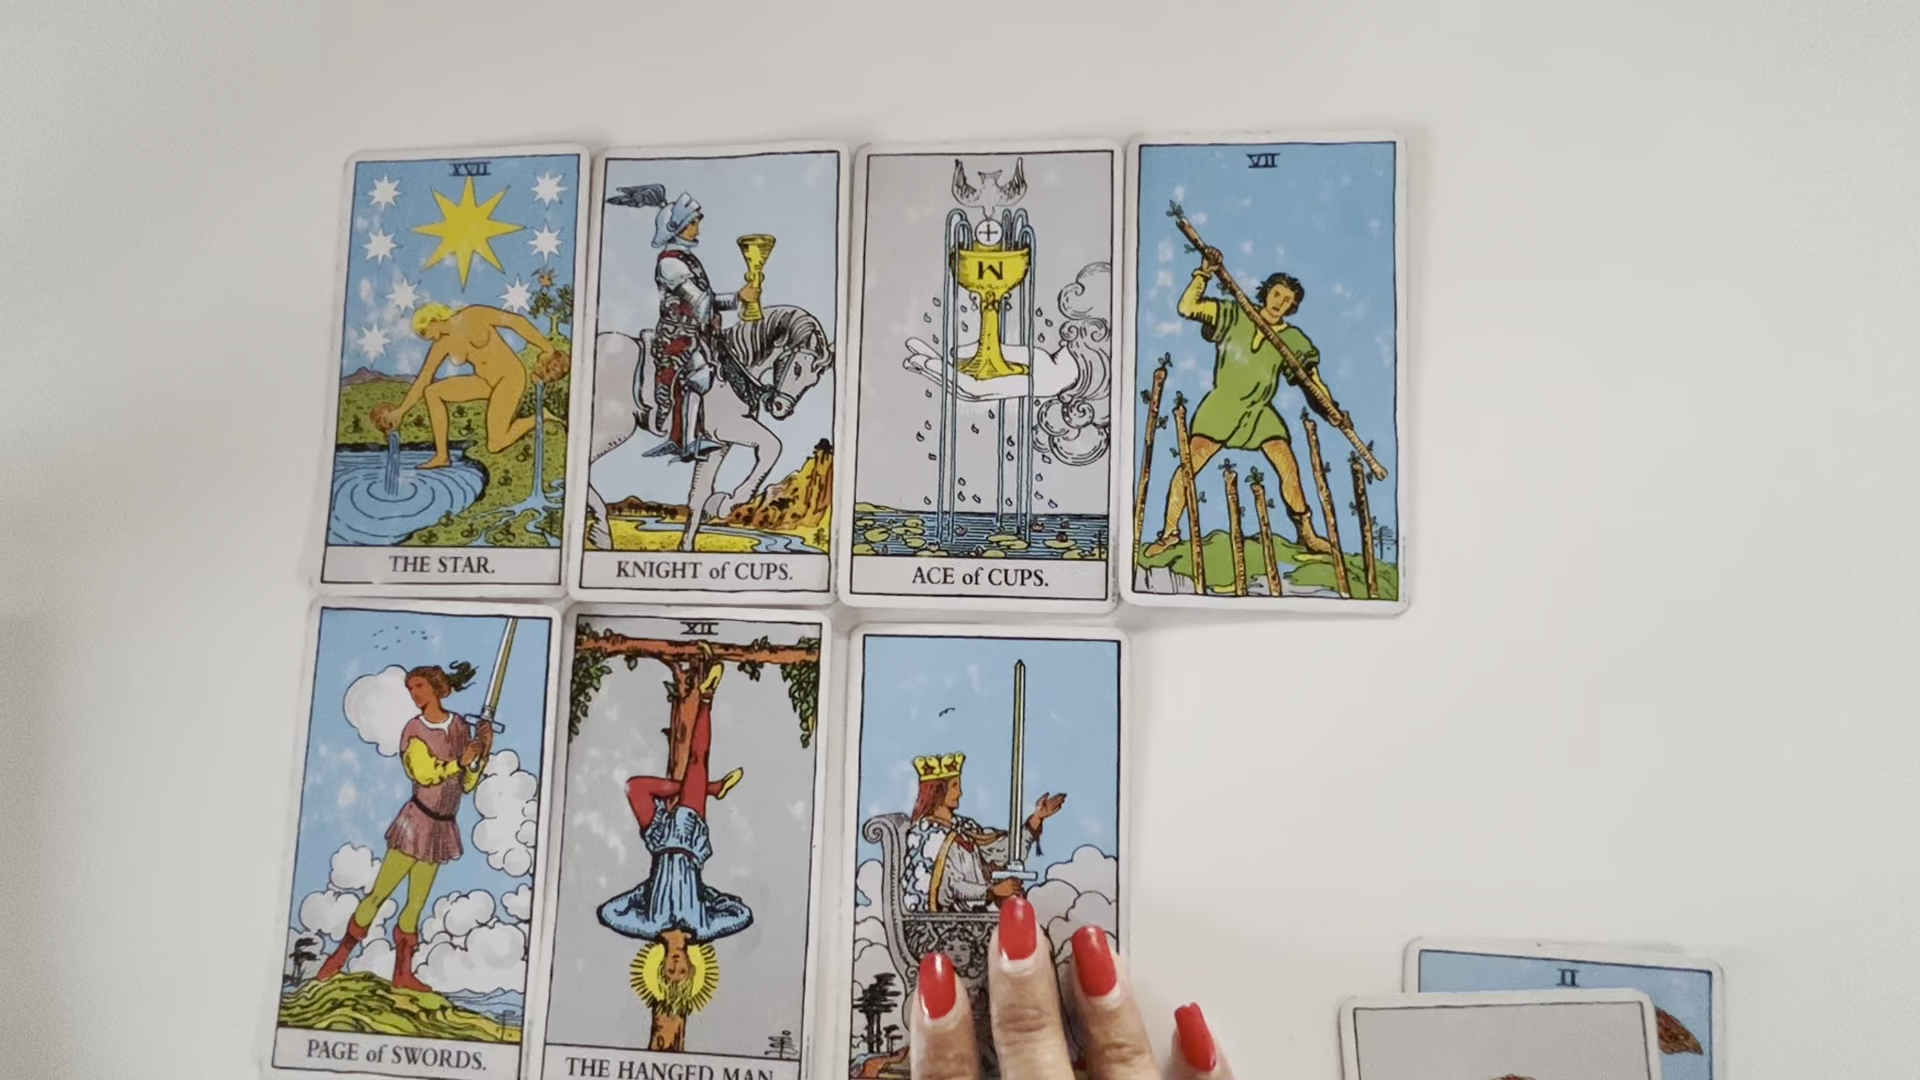 XVII
THE STAR.
KNIGHT of CUPS.
W
ACE of CUPS.
VII
PAGE of SWORDS.
XII
THE HANGED MAN
II